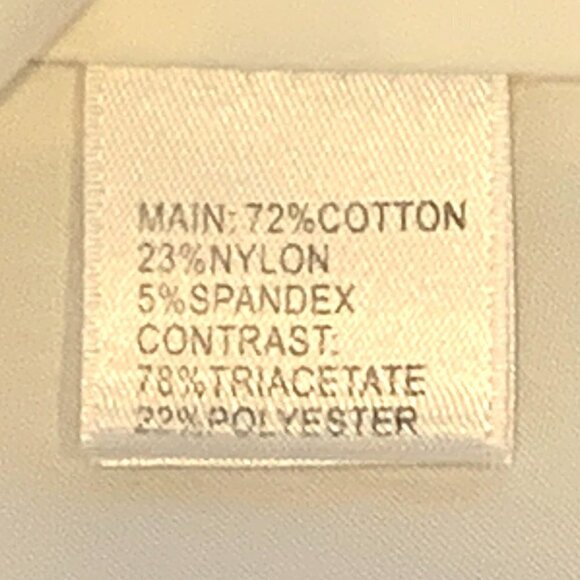 MAIN: 72%COTTON
23%NYLON
5%SPANDEX
CONTRAST:
78%TRIACETATE
22%POLYESTER